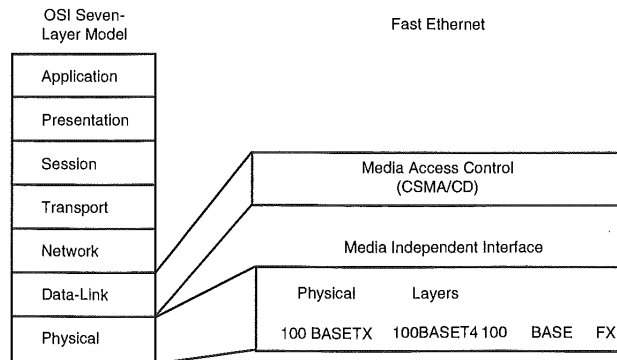 OSI Seven-
Layer Model
Fast Ethernet
Application
Presentation
Session
Transport
Network
Data-Link
Physical
Media Access Control
(CSMA/CD)
Media Independent Interface
Physical Layers
100 BASETX 100BASET4 100 BASE FX